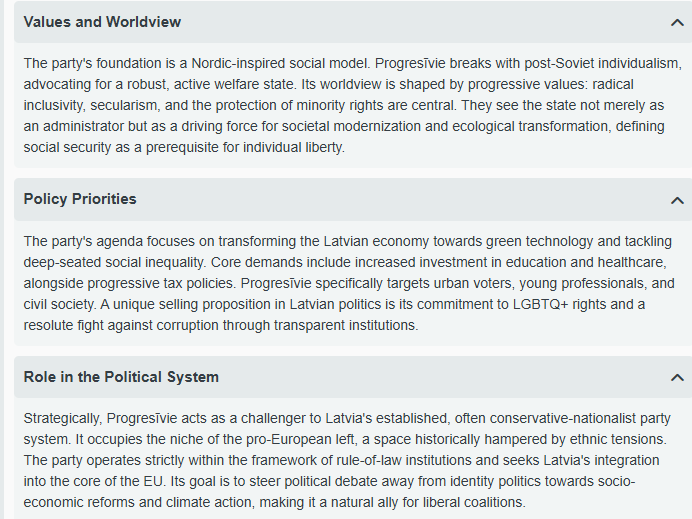 Values and Worldview
The party's foundation is a Nordic-inspired social model. Progresīvie breaks with post-Soviet individualism,
advocating for a robust, active welfare state. Its worldview is shaped by progressive values: radical
inclusivity, secularism, and the protection of minority rights are central. They see the state not merely as
an administrator but as a driving force for societal modernization and ecological transformation, defining
social security as a prerequisite for individual liberty.
Policy Priorities
The party's agenda focuses on transforming the Latvian economy towards green technology and tackling
deep-seated social inequality. Core demands include increased investment in education and healthcare,
alongside progressive tax policies. Progresīvie specifically targets urban voters, young professionals, and
civil society. A unique selling proposition in Latvian politics is its commitment to LGBTQ+ rights and a
resolute fight against corruption through transparent institutions.
Role in the Political System
Strategically, Progresīvie acts as a challenger to Latvia's established, often conservative-nationalist party
system. It occupies the niche of the pro-European left, a space historically hampered by ethnic tensions.
The party operates strictly within the framework of rule-of-law institutions and seeks Latvia's integration
into the core of the EU. Its goal is to steer political debate away from identity politics towards socio-
economic reforms and climate action, making it a natural ally for liberal coalitions.